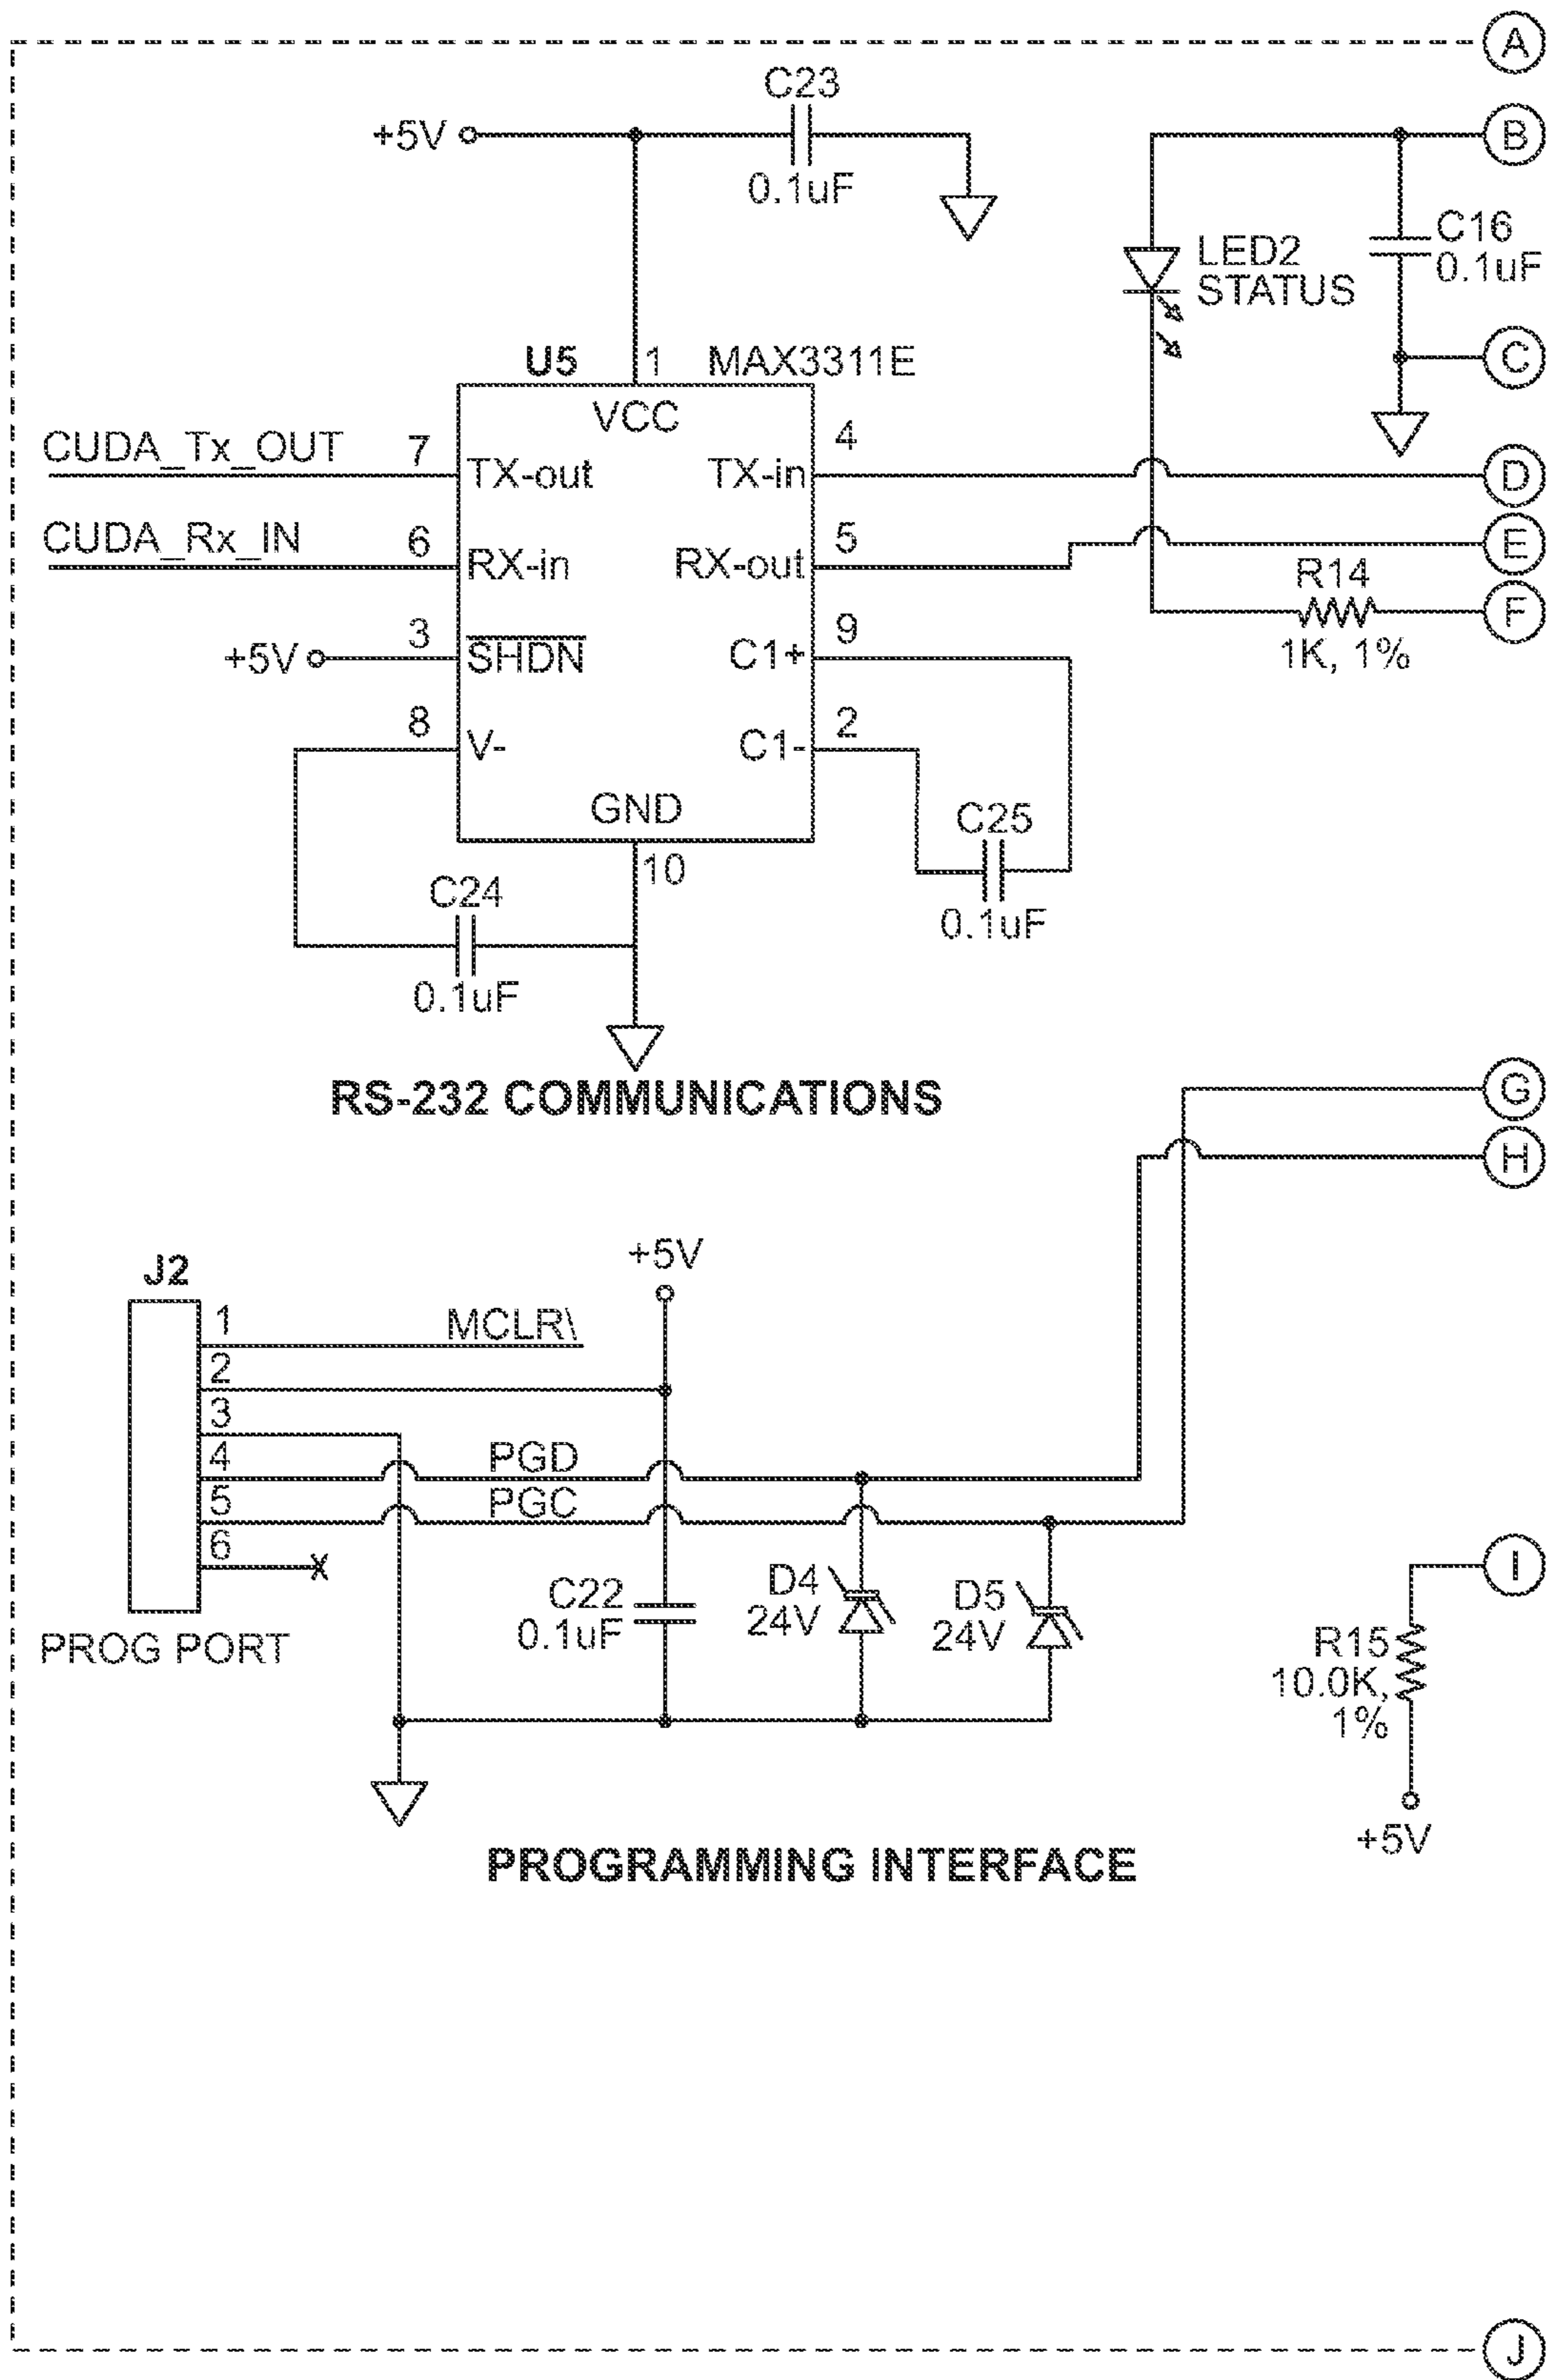 A
C23
+5V
B
0.1uF
C16
0.1uF
LED2
STATUS
U5
1
MAX3311E
C
VCC
CUDA_Tx_OUT
7
TX-out
TX-in
4
D
CUDA_Rx_IN
6
RX-in
RX-out
5
E
R14
F
1K, 1%
+5V
3
SHDN
C1+
9
8
V-
C1-
2
GND
10
C25
0.1uF
C24
0.1uF
RS-232 COMMUNICATIONS
G
H
+5V
J2
1
MCLR\
2
3
4
PGD
5
PGC
6
X
I
C22
0.1uF
D4
24V
D5
24V
PROG PORT
R15
10.0K,
1%
+5V
PROGRAMMING INTERFACE
J